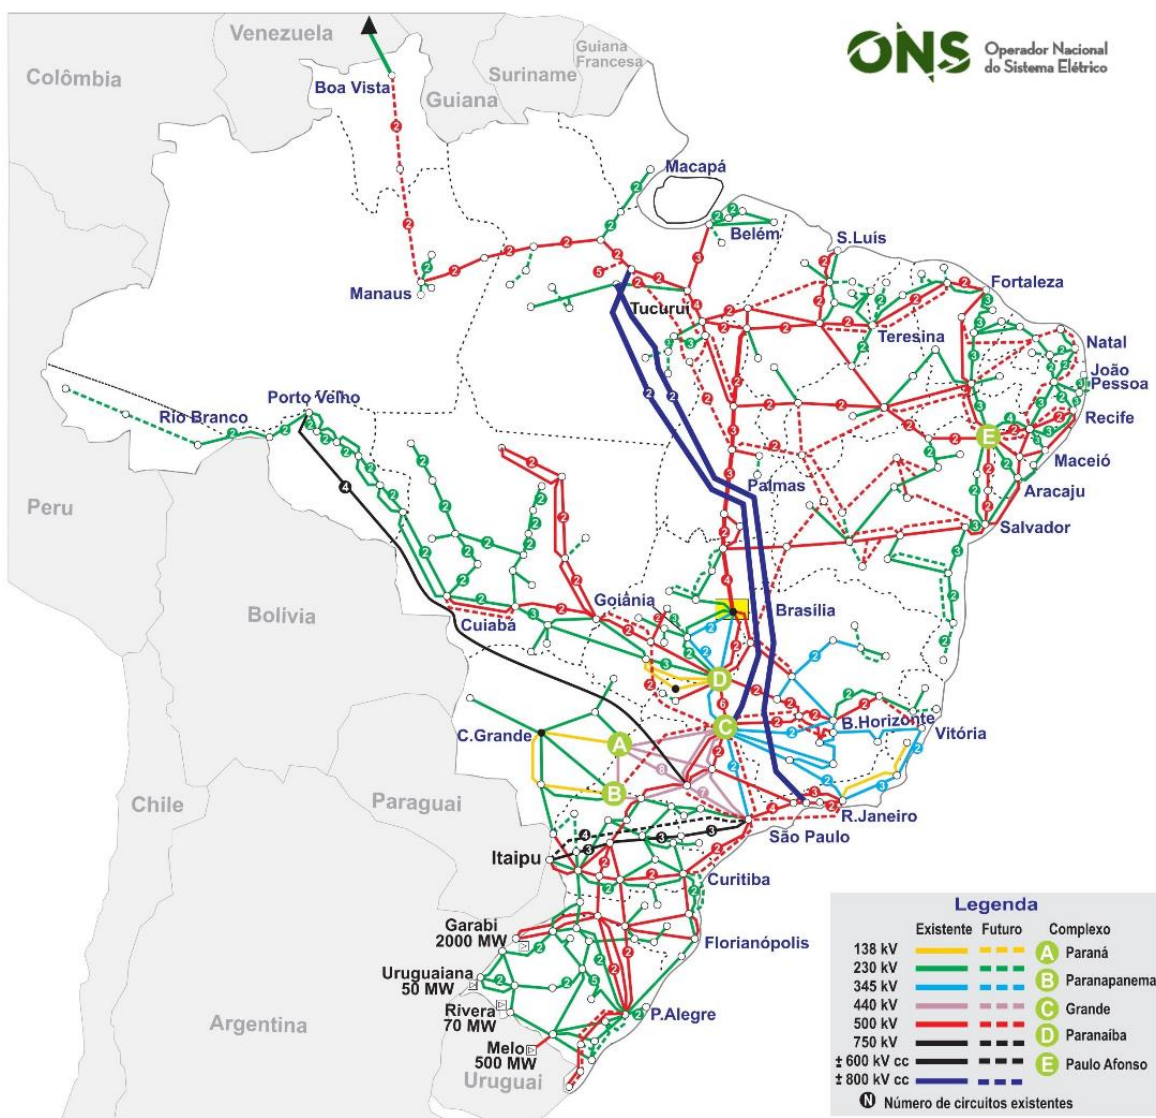 Venezuela
Guiana
Francesa
Suriname
Colômbia
Boa Vista
Guiana
ONS
Operador Nacional
do Sistema Elétrico
Macapá
Belém
S.Luís
Manaus
Fortaleza
Tucuruí
Teresina
Natal
João
Pessoa
Porto Velho
Rio Branco
Recife
E
Maceió
Palmas
Aracaju
Peru
Salvador
Goiânia
Brasília
Bolívia
Cuiabá
D
C
B.Horizonte
Vitória
C.Grande
A
B
Chile
Paraguai
R.Janeiro
São Paulo
Itaipu
Curitiba
Garabi
2000 MW
Florianópolis
Uruguaiana
50 MW
Rivera
70 MW
P.Alegre
Melo
500 MW
Argentina
Uruguai
Legenda
Existente Futuro Complexo
138 kV A Paraná
230 kV B Paranapanema
345 kV
440 kV C Grande
500 kV D Paranaíba
750 kV
± 600 kV cc E Paulo Afonso
± 800 kV cc
N Número de circuitos existentes